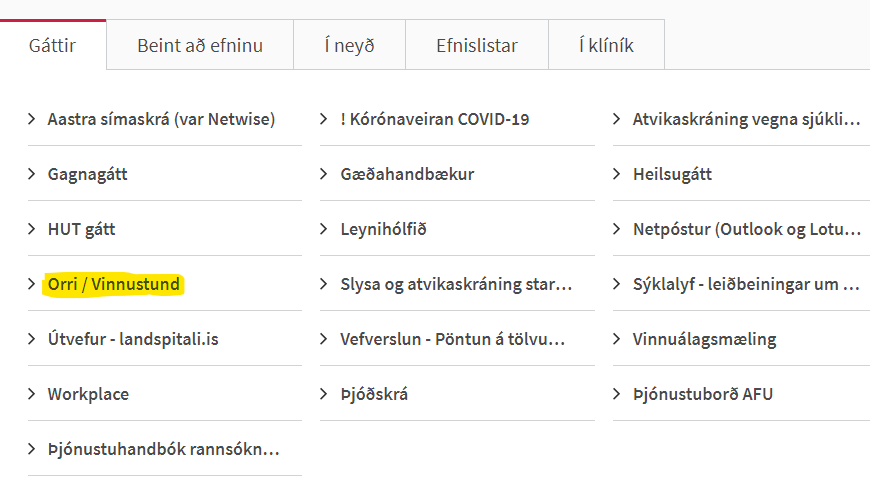 Gáttir
Beint að efninu
Í neyð
Efnislistar
Í klíník
Aastra símaskrá (var Netwise)
! Kórónaveiran COVID-19
Atvikaskráning vegna sjúkli...
Gagnagátt
Gæðahandbækur
Heilsugátt
HUT gátt
Leynihólfið
Netpóstur (Outlook og Lotu...
Orri / Vinnustund
Slysa og atvikaskráning star...
Sýklalyf - leiðbeiningar um ...
Útvefur - landspitali.is
Vefverslun - Pöntun á tölvu...
Vinnuálagsmæling
Workplace
Þjóðskrá
Þjónustuborð AFU
Þjónustuhandbók rannsókn...